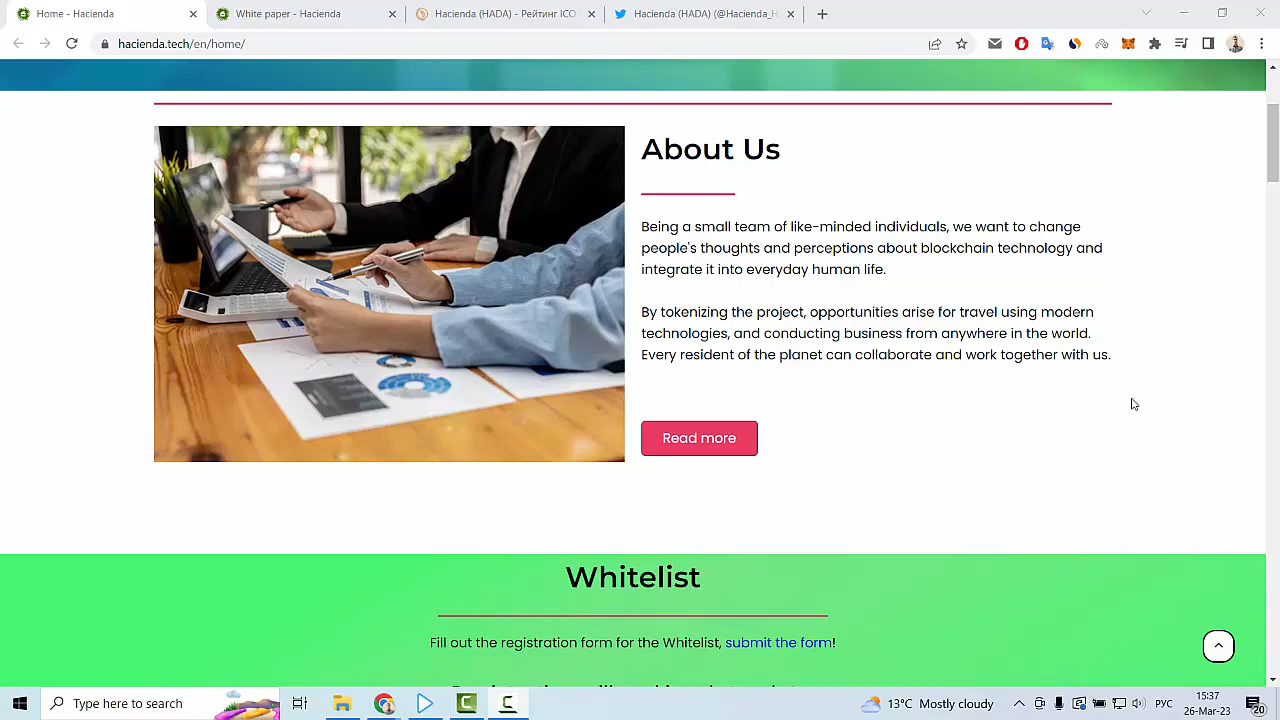 Home - Hacienda
White paper - Hacienda
Hacienda (HADA) - Рейтинг ICO
Hacienda (HADA) (@Hacienda_H
hacienda.tech/en/home/
About Us
Being a small team of like-minded individuals, we want to change
people's thoughts and perceptions about blockchain technology and
integrate it into everyday human life.
By tokenizing the project, opportunities arise for travel using modern
technologies, and conducting business from anywhere in the world.
Every resident of the planet can collaborate and work together with us.
Read more
Whitelist
Fill out the registration form for the Whitelist, submit the form!
Type here to search
13°C Mostly cloudy
РУС
15:37
26-Mar-23
20